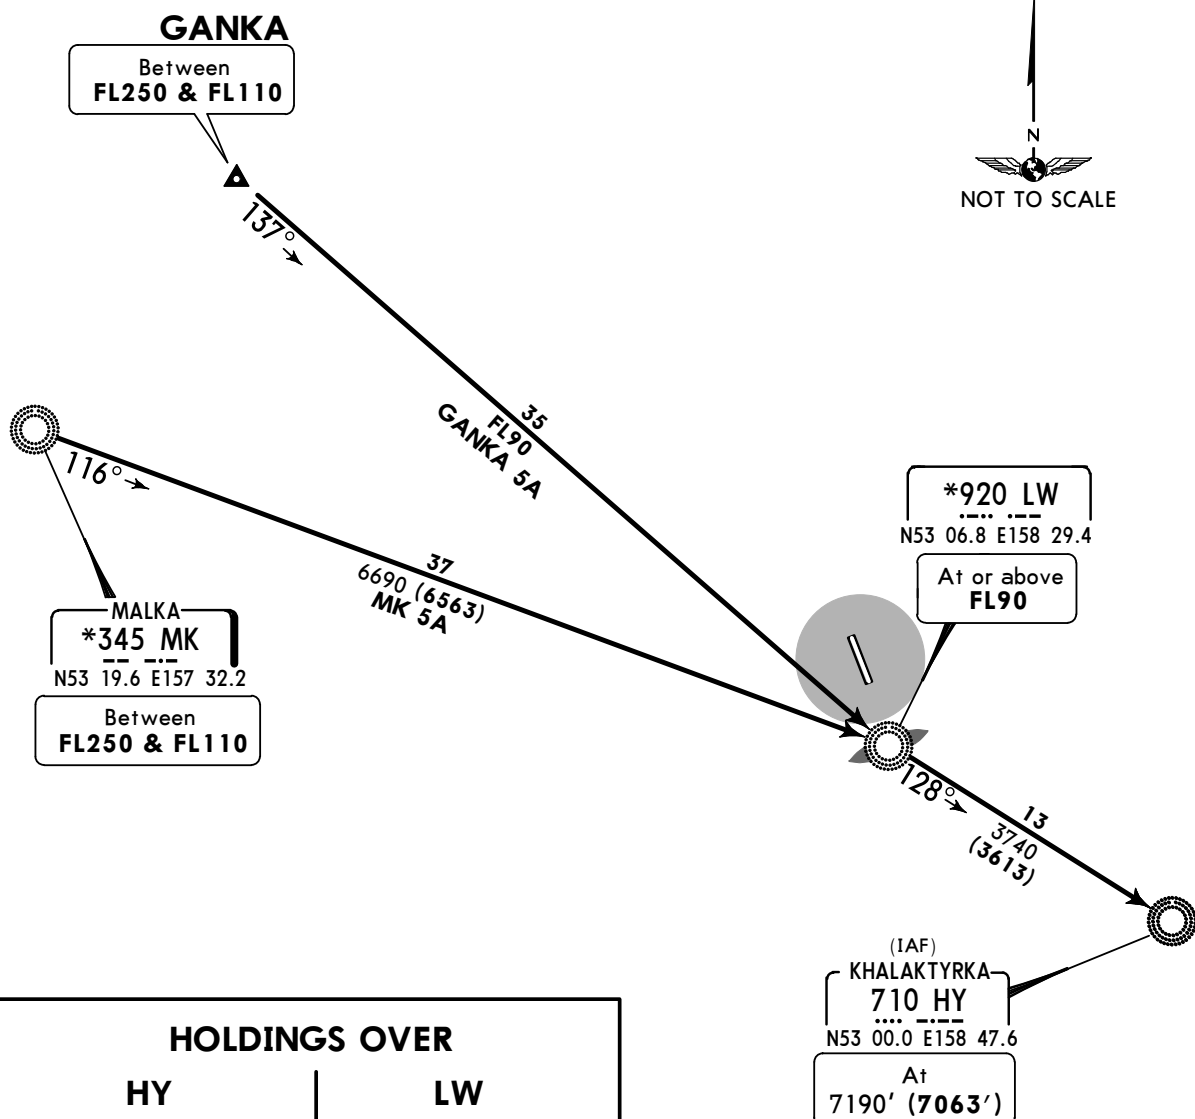 GANKA
Between
FL250 & FL110
N
NOT TO SCALE
137°
35
FL90
GANKA 5A
116°
37
6690 (6563)
MK 5A
*920 LW
N53 06.8 E158 29.4
At or above
FL90
MALKA
*345 MK
N53 19.6 E157 32.2
Between
FL250 & FL110
128°
13
3740
(3613)
(IAF)
KHALAKTYRKA
710 HY
N53 00.0 E158 47.6
At
7190' (7063')
HOLDINGS OVER
HY
LW